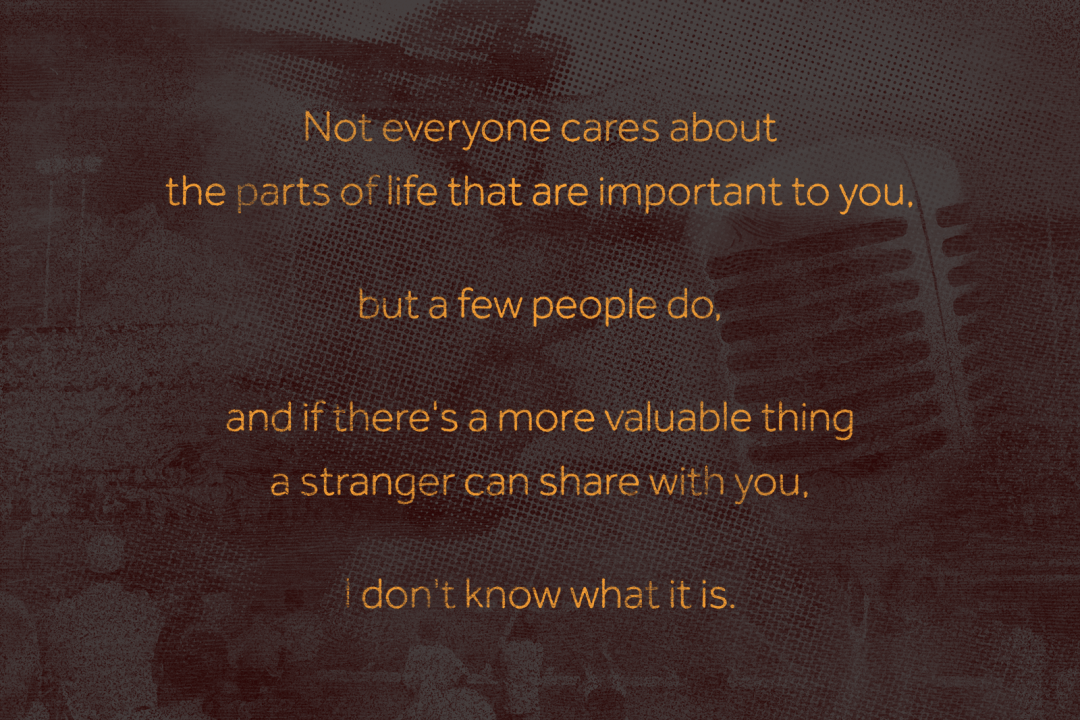 Not everyone cares about
the parts of life that are important to you,
but a few people do,
and if there's a more valuable thing
a stranger can share with you,
I don't know what it is.